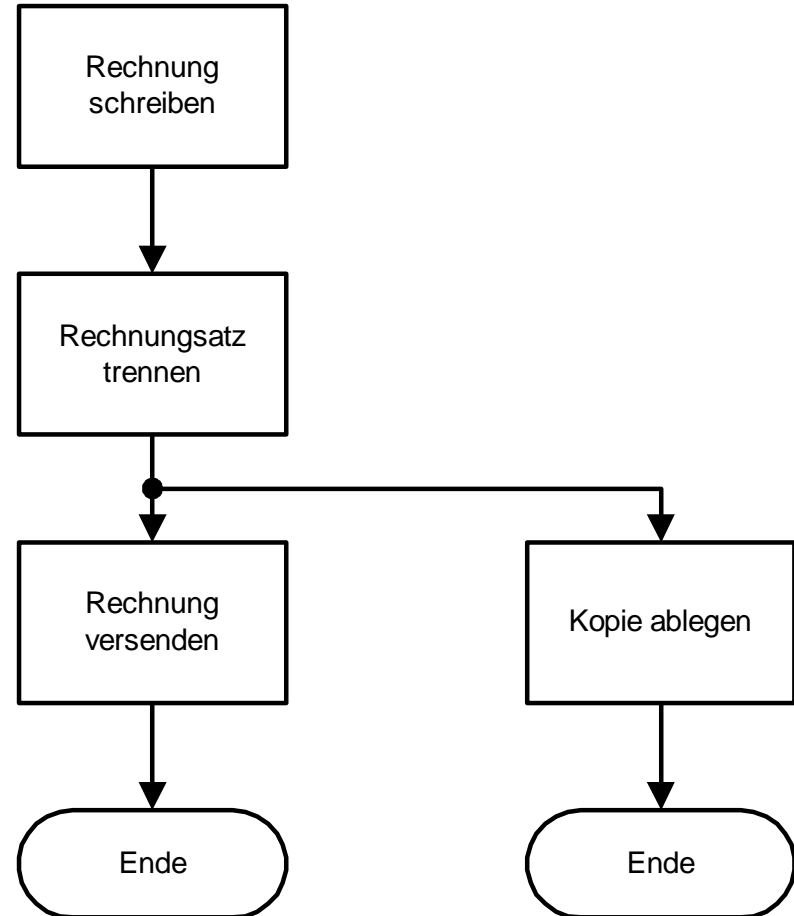 Rechnung
schreiben
Rechnungsatz
trennen
Rechnung
versenden
Kopie ablegen
Ende
Ende